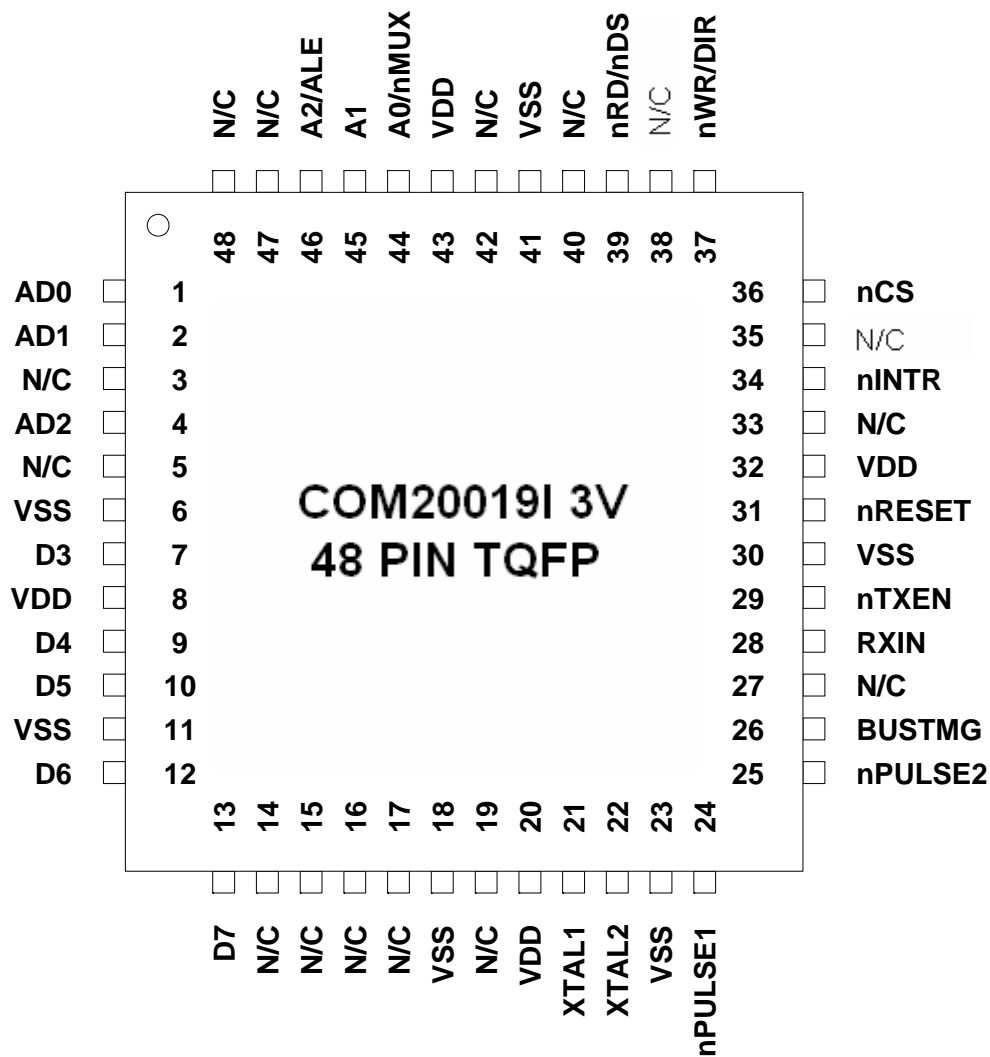 N/C
N/C
A2/ALE
A1
A0/nMUX
VDD
N/C
VSS
N/C
nRD/nDS
N/C
nWR/DIR
48 47 46 45 44 43 42 41 40 39 38 37
AD0 1
AD1 2
N/C 3
AD2 4
N/C 5
VSS 6
D3 7
VDD 8
D4 9
D5 10
VSS 11
D6 12
COM20019I 3V
48 PIN TQFP
36 nCS
35 N/C
34 nINTR
33 N/C
32 VDD
31 nRESET
30 VSS
29 nTXEN
28 RXIN
27 N/C
26 BUSTMG
25 nPULSE2
13 14 15 16 17 18 19 20 21 22 23 24
D7
N/C
N/C
N/C
N/C
VSS
N/C
VDD
XTAL1
XTAL2
VSS
nPULSE1